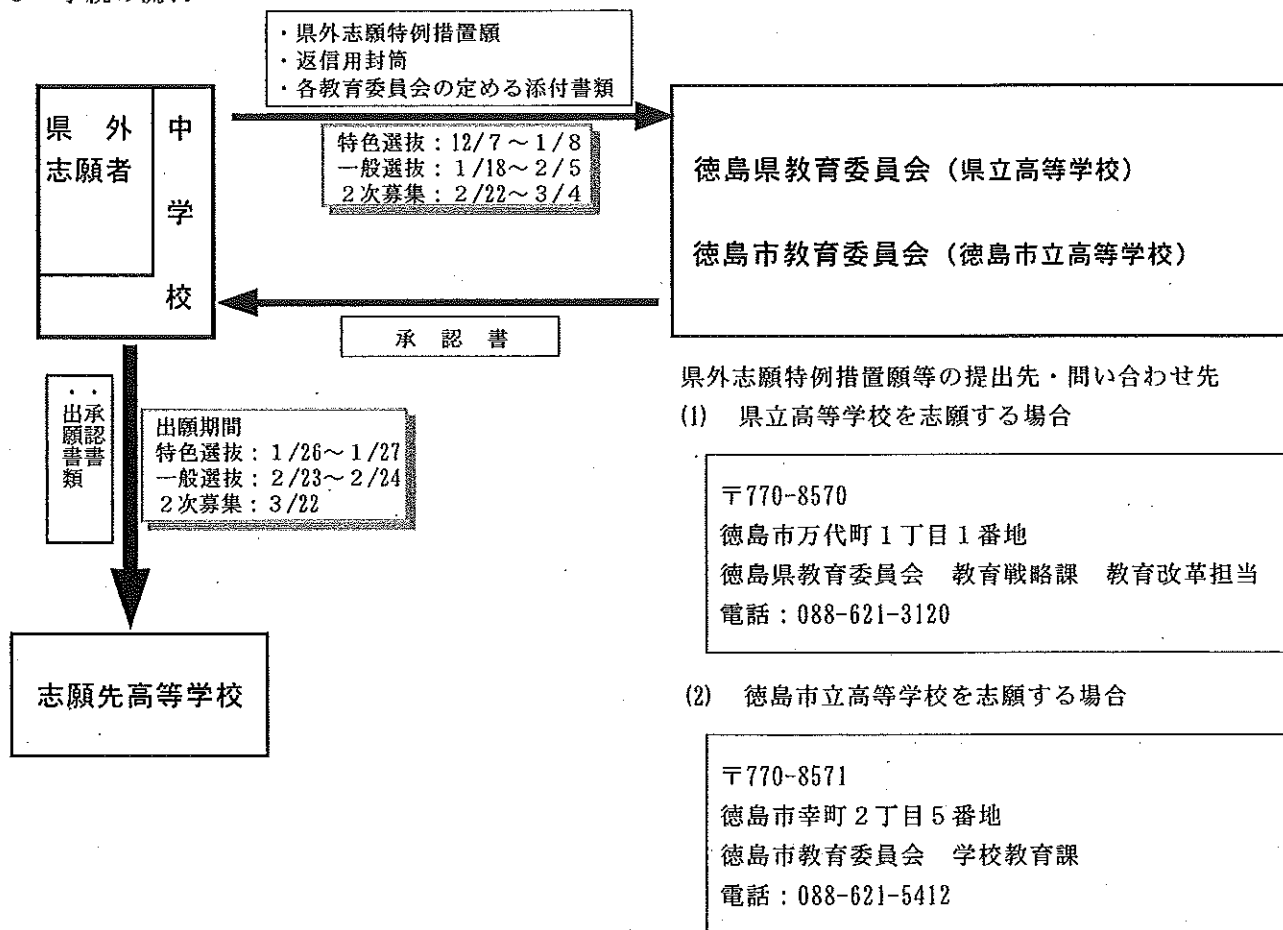 ・県外志願特例措置願
・返信用封筒
・各教育委員会の定める添付書類
県外
志願者
中学校
特色選抜：12/7～1/8
一般選抜：1/18～2/5
２次募集：2/22～3/4
徳島県教育委員会（県立高等学校）
徳島市教育委員会（徳島市立高等学校）
承認書
・承認書
・出願書類
出願期間
特色選抜：1/26～1/27
一般選抜：2/23～2/24
２次募集：3/22
志願先高等学校
県外志願特例措置願等の提出先・問い合わせ先
(1)　県立高等学校を志願する場合
〒770-8570
徳島市万代町１丁目１番地
徳島県教育委員会　教育戦略課　教育改革担当
電話：088-621-3120
(2)　徳島市立高等学校を志願する場合
〒770-8571
徳島市幸町２丁目５番地
徳島市教育委員会　学校教育課
電話：088-621-5412